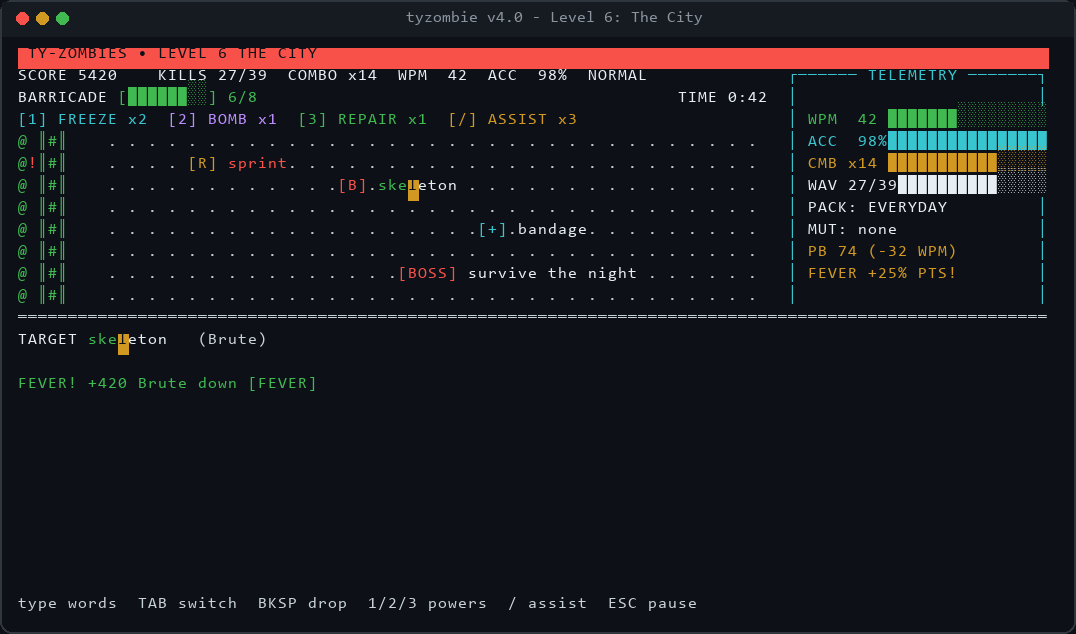 tyzombie v4.0 - Level 6: The City
TY-ZOMBIES • LEVEL 6 THE CITY
SCORE 5420 KILLS 27/39 COMBO x14 WPM 42 ACC 98% NORMAL
TELEMETRY
BARRICADE [██████░░] 6/8 TIME 0:42
[1] FREEZE x2 [2] BOMB x1 [3] REPAIR x1 [/] ASSIST x3
WPM 42
@ ║#║ . . . . . . . . . . . . . . . . . . . . . . . . . . . . . . . . .
ACC 98%
@!║#║ . . . . [R] sprint. . . . . . . . . . . . . . . . . . . . . . . .
CMB x14
@ ║#║ . . . . . . . . . . . . [B].skeleton . . . . . . . . . . . . . . .
WAV 27/39
@ ║#║ . . . . . . . . . . . . . . . . . . . . . . . . . . . . . . . . .
PACK: EVERYDAY
@ ║#║ . . . . . . . . . . . . . . . . . . .[+].bandage. . . . . . . . .
MUT: none
@ ║#║ . . . . . . . . . . . . . . . . . . . . . . . . . . . . . . . . .
PB 74 (-32 WPM)
@ ║#║ . . . . . . . . . . . . . . .[BOSS] survive the night . . . . . .
FEVER +25% PTS!
@ ║#║ . . . . . . . . . . . . . . . . . . . . . . . . . . . . . . . . .
TARGET skeleton (Brute)
FEVER! +420 Brute down [FEVER]
type words TAB switch BKSP drop 1/2/3 powers / assist ESC pause